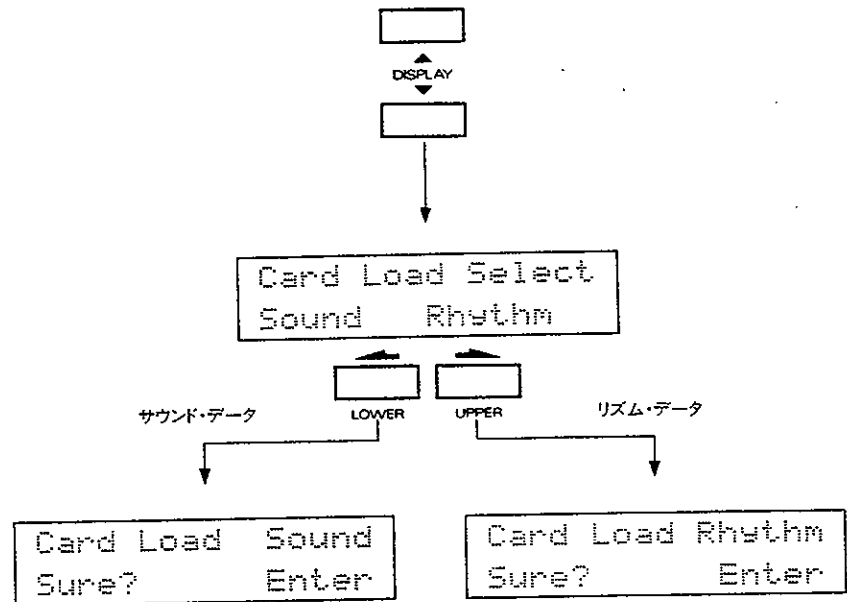 DISPLAY
Card Load Select
Sound Rhythm
LOWER UPPER
サウンド・データ
リズム・データ
Card Load Sound
Sure? Enter
Card Load Rhythm
Sure? Enter